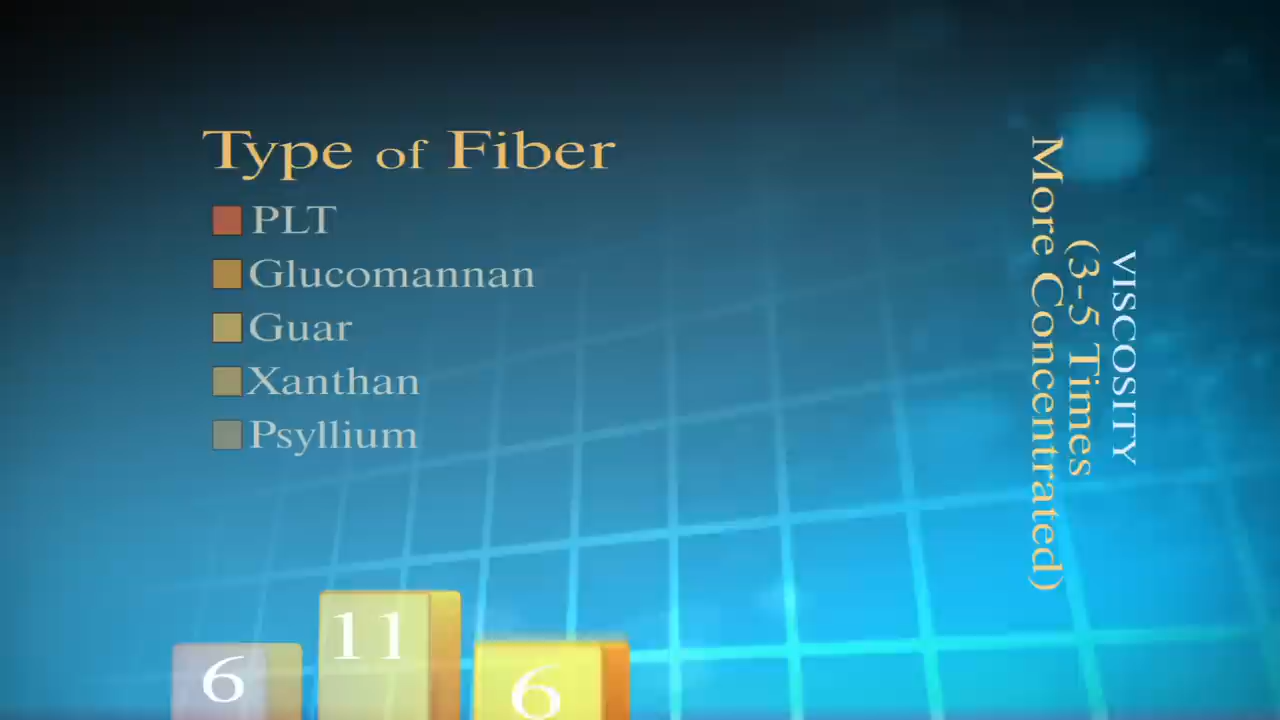 Type of Fiber
PLT
Glucomannan
Guar
Xanthan
Psyllium
VISCOSITY
(3-5 Times
More Concentrated)
6
11
6